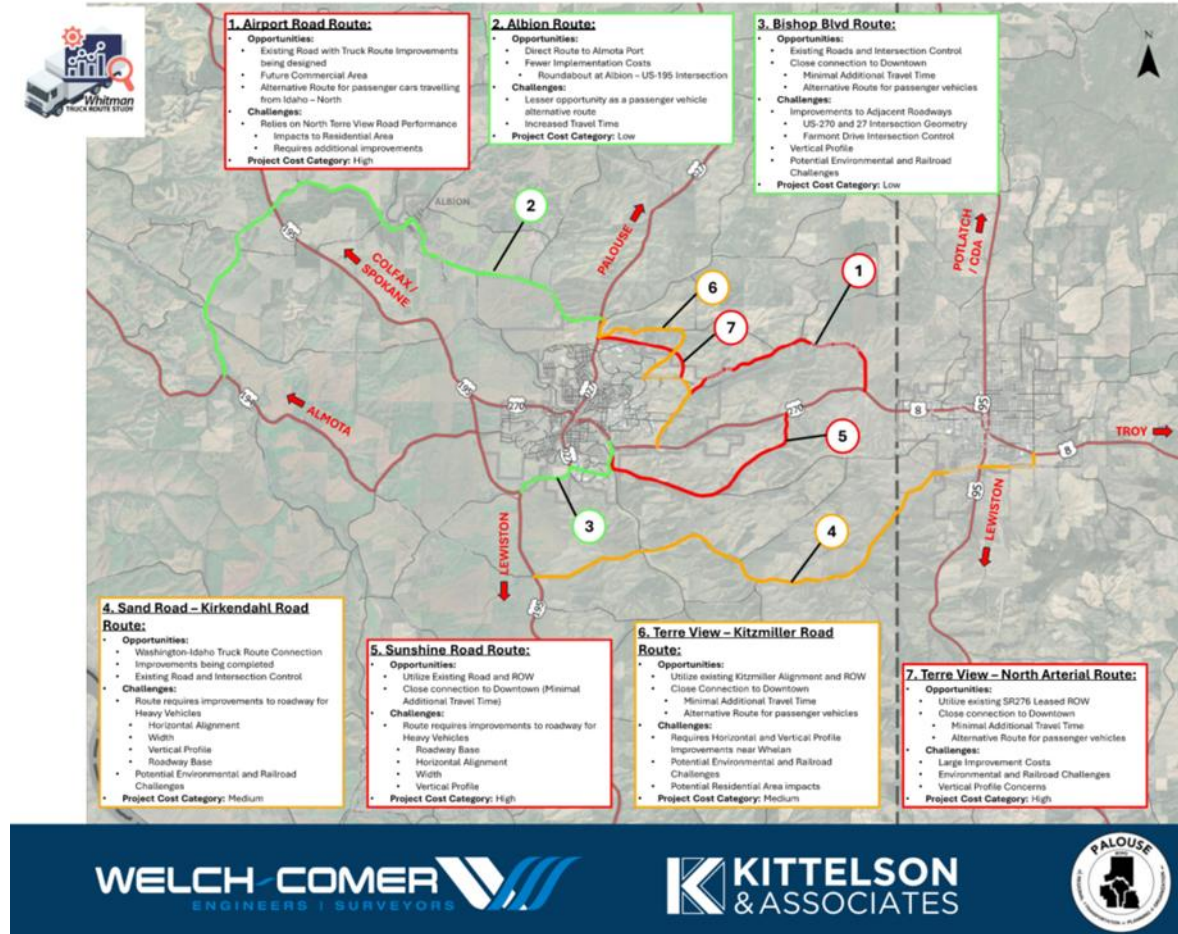 Whitman
TRUCK ROUTE STUDY
1. Airport Road Route:
• Opportunities:
• Existing Road with Truck Route Improvements
being designed
• Future Commercial Area
• Alternative Route for passenger cars travelling
from Idaho – North
• Challenges:
• Relies on North Terre View Road Performance
• Impacts to Residential Area
• Requires additional improvements
• Project Cost Category: High
2. Albion Route:
• Opportunities:
• Direct Route to Almota Port
• Fewer Implementation Costs
• Roundabout at Albion – US-195 Intersection
• Challenges:
• Lesser opportunity as a passenger vehicle
alternative route
• Increased Travel Time
• Project Cost Category: Low
3. Bishop Blvd Route:
• Opportunities:
• Existing Roads and Intersection Control
• Close connection to Downtown
• Minimal Additional Travel Time
• Alternative Route for passenger vehicles
• Challenges:
• Improvements to Adjacent Roadways
• US-270 and 27 Intersection Geometry
• Farmont Drive Intersection Control
• Vertical Profile
• Potential Environmental and Railroad
Challenges
• Project Cost Category: Low
N
ALBION
2
195
COLFAX /
SPOKANE
PALOUSE
027
POTLATCH
/ CDA
1
6
7
195
194
ALMOTA
270
027
270
8
95
8
TROY
5
3
4
LEWISTON
195
95
LEWISTON
4. Sand Road – Kirkendahl Road
Route:
• Opportunities:
• Washington-Idaho Truck Route Connection
• Improvements being completed
• Existing Road and Intersection Control
• Challenges:
• Route requires improvements to roadway for
Heavy Vehicles
• Horizontal Alignment
• Width
• Vertical Profile
• Roadway Base
• Potential Environmental and Railroad
Challenges
• Project Cost Category: Medium
5. Sunshine Road Route:
• Opportunities:
• Utilize Existing Road and ROW
• Close connection to Downtown (Minimal
Additional Travel Time)
• Challenges:
• Route requires improvements to roadway for
Heavy Vehicles
• Roadway Base
• Horizontal Alignment
• Width
• Vertical Profile
• Project Cost Category: High
6. Terre View – Kitzmiller Road
Route:
• Opportunities:
• Utilize existing Kitzmiller Alignment and ROW
• Close Connection to Downtown
• Minimal Additional Travel Time
• Alternative Route for passenger vehicles
• Challenges:
• Requires Horizontal and Vertical Profile
Improvements near Whelan
• Potential Environmental and Railroad
Challenges
• Potential Residential Area impacts
• Project Cost Category: Medium
7. Terre View – North Arterial Route:
• Opportunities:
• Utilize existing SR276 Leased ROW
• Close connection to Downtown
• Minimal Additional Travel Time
• Alternative Route for passenger vehicles
• Challenges:
• Large Improvement Costs
• Environmental and Railroad Challenges
• Vertical Profile Concerns
• Project Cost Category: High
WELCH-COMER
ENGINEERS | SURVEYORS
KITTELSON
& ASSOCIATES
PALOUSE